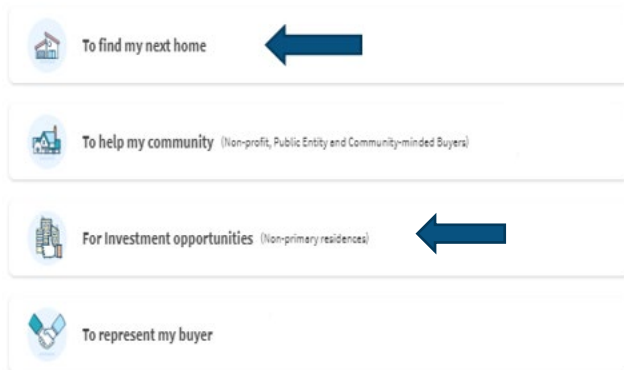 To find my next home
To help my community (Non-profit, Public Entity and Community-minded Buyers)
For Investment opportunities (Non-primary residences)
To represent my buyer